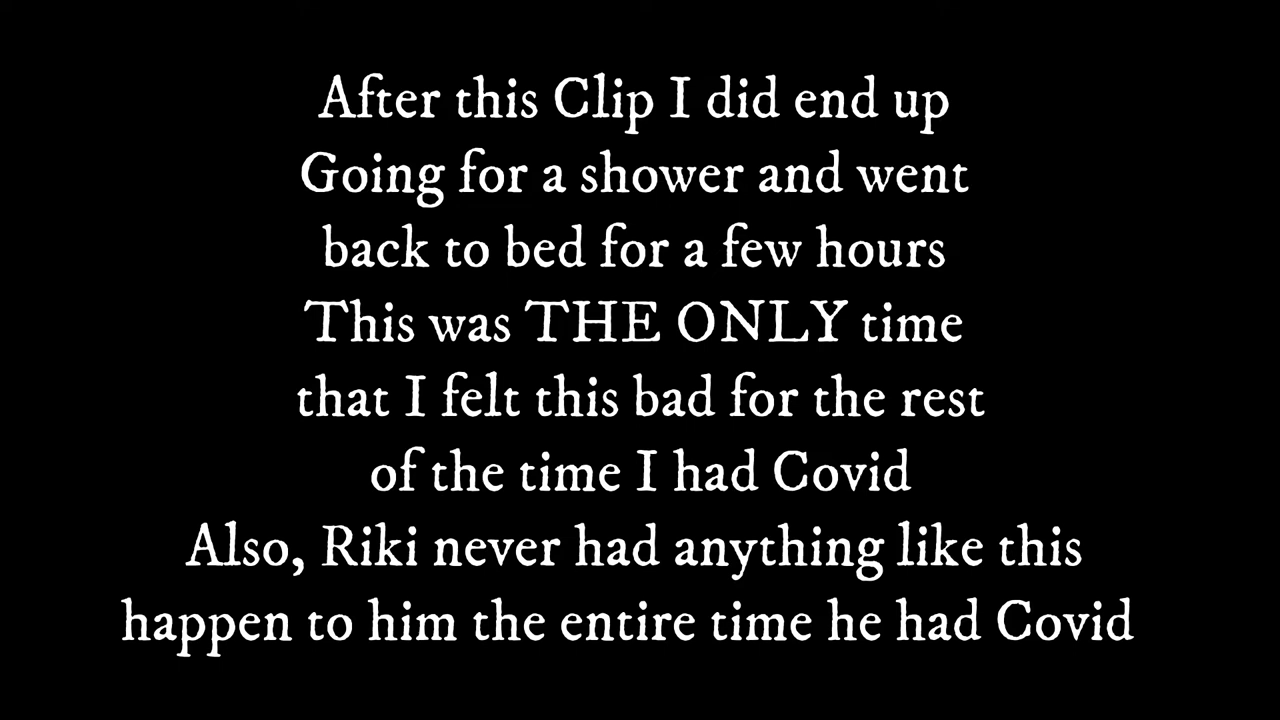 After this Clip I did end up
Going for a shower and went
back to bed for a few hours
This was THE ONLY time
that I felt this bad for the rest
of the time I had Covid
Also, Riki never had anything like this
happen to him the entire time he had Covid